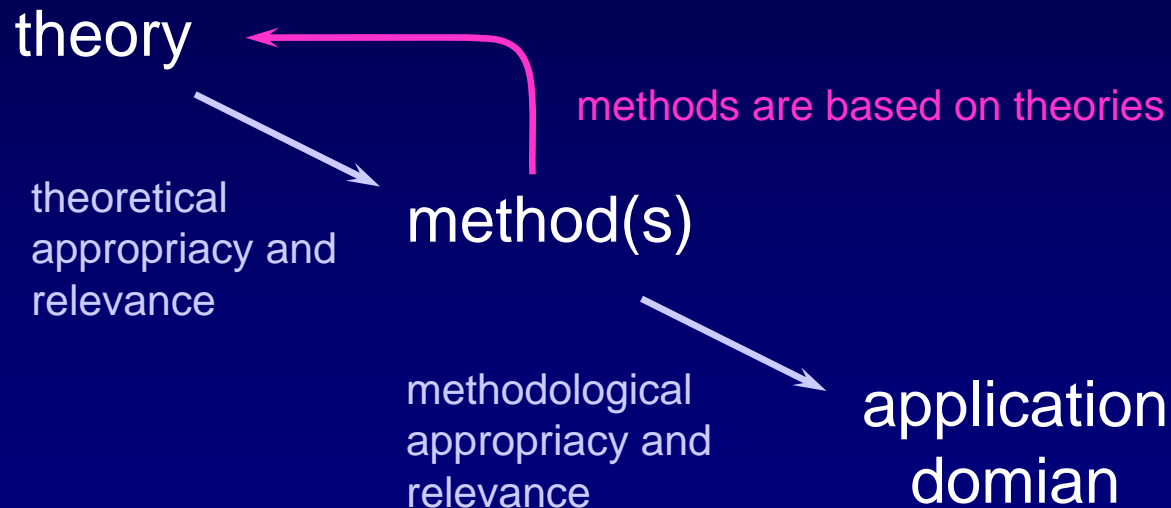 theory
methods are based on theories
theoretical
appropriacy and
relevance
method(s)
methodological
appropriacy and
relevance
application
domian